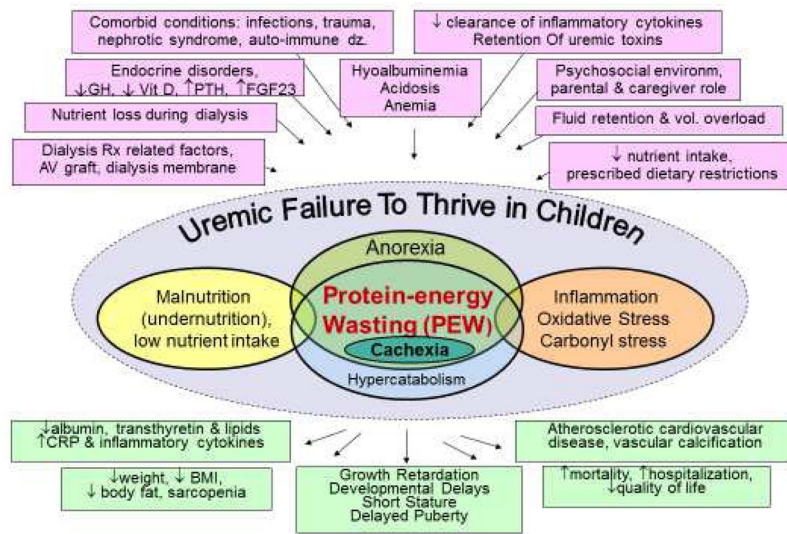 Comorbid conditions: infections, trauma,
nephrotic syndrome, auto-immune dz.
↓ clearance of inflammatory cytokines
Retention Of uremic toxins
Endocrine disorders,
↓GH, ↓ Vit D, ↑PTH, ↑FGF23
Hyoalbuminemia
Acidosis
Anemia
Psychosocial environm,
parental & caregiver role
Nutrient loss during dialysis
Fluid retention & vol. overload
Dialysis Rx related factors,
AV graft, dialysis membrane
↓ nutrient intake,
prescribed dietary restrictions
Uremic Failure To Thrive in Children
Anorexia
Malnutrition
(undernutrition),
low nutrient intake
Protein-energy
Wasting (PEW)
Cachexia
Hypercatabolism
Inflammation
Oxidative Stress
Carbonyl stress
↓albumin, transthyretin & lipids
↑CRP & inflammatory cytokines
Atherosclerotic cardiovascular
disease, vascular calcification
↓weight, ↓ BMI,
↓ body fat, sarcopenia
Growth Retardation
Developmental Delays
Short Stature
Delayed Puberty
↑mortality, ↑hospitalization,
↓quality of life